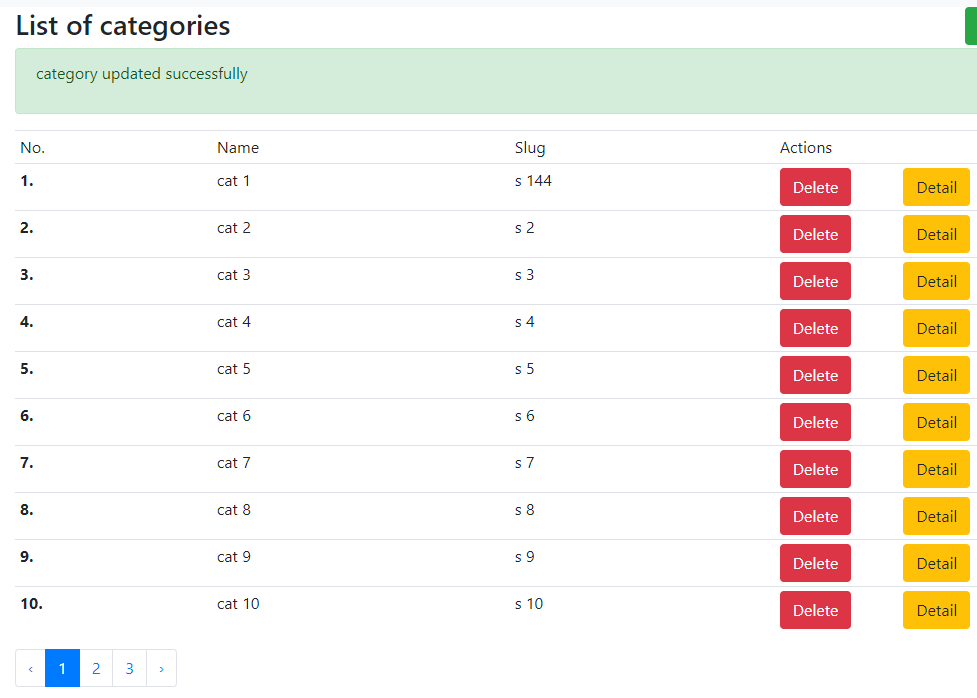 List of categories
category updated successfully
No. Name Slug Actions
1. cat 1 s 144 Delete Detail
2. cat 2 s 2 Delete Detail
3. cat 3 s 3 Delete Detail
4. cat 4 s 4 Delete Detail
5. cat 5 s 5 Delete Detail
6. cat 6 s 6 Delete Detail
7. cat 7 s 7 Delete Detail
8. cat 8 s 8 Delete Detail
9. cat 9 s 9 Delete Detail
10. cat 10 s 10 Delete Detail
‹ 1 2 3 ›